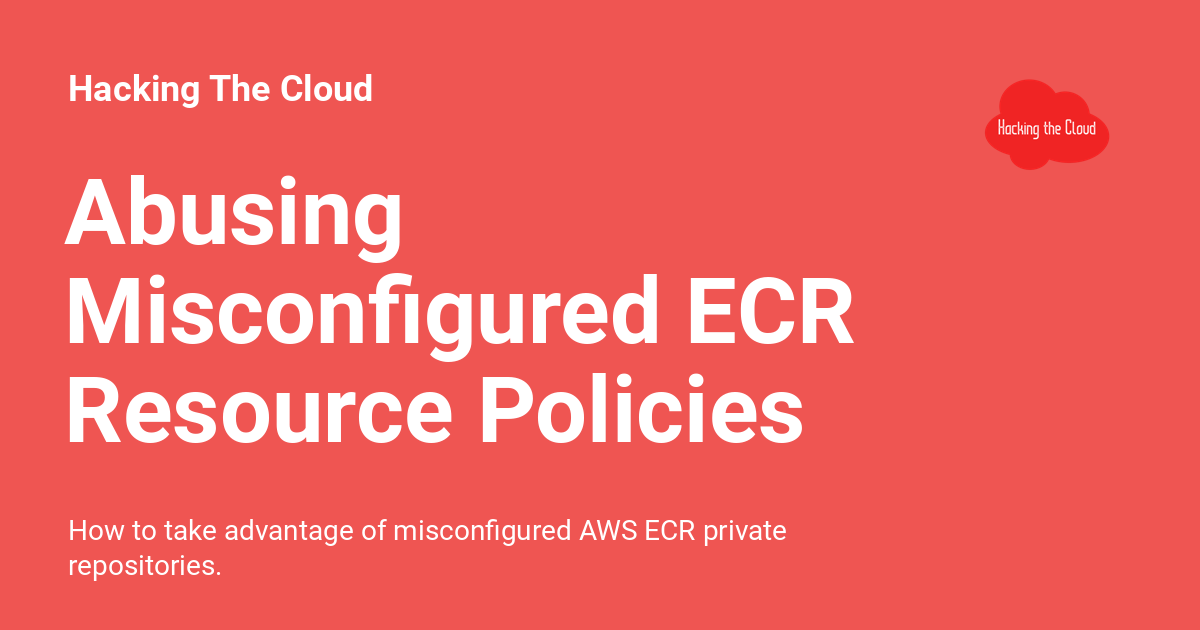 Hacking The Cloud
Hacking the Cloud
Abusing
Misconfigured ECR
Resource Policies
How to take advantage of misconfigured AWS ECR private
repositories.